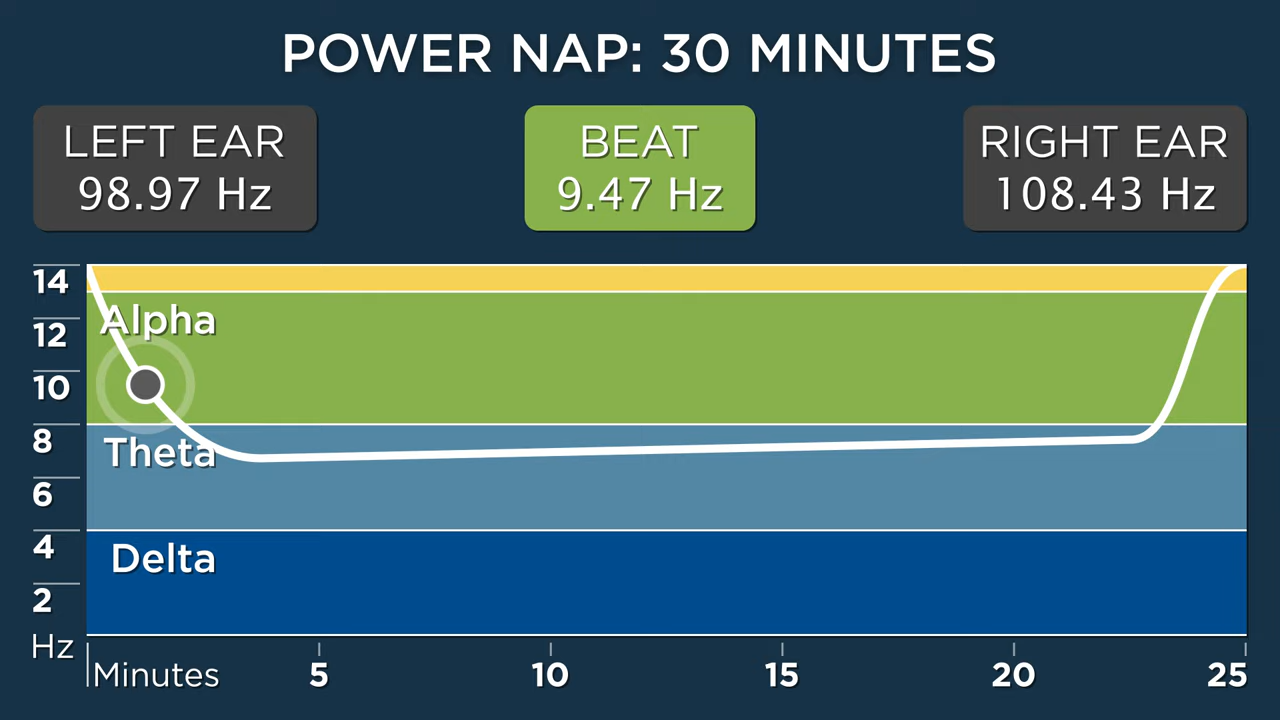 POWER NAP: 30 MINUTES
LEFT EAR
98.97 Hz
BEAT
9.47 Hz
RIGHT EAR
108.43 Hz
14
Alpha
12
10
8
Theta
6
4
Delta
2
Hz
Minutes 5 10 15 20 25